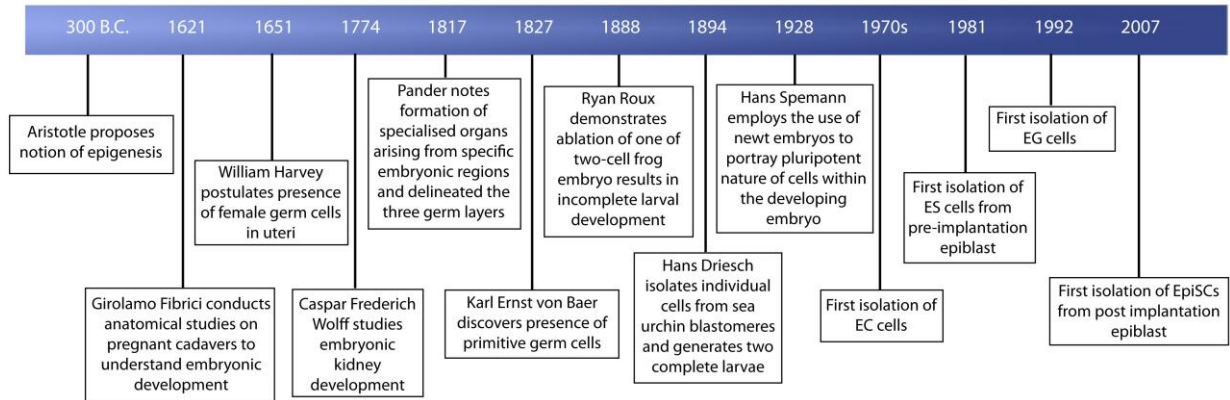 300 B.C. 1621 1651 1774 1817 1827 1888 1894 1928 1970s 1981 1992 2007
Aristotle proposes
notion of epigenesis
Girolamo Fibrici conducts
anatomical studies on
pregnant cadavers to
understand embryonic
development
William Harvey
postulates presence
of female germ cells
in uteri
Caspar Frederich
Wolff studies
embryonic
kidney
development
Pander notes
formation of
specialised organs
arising from specific
embryonic regions
and delineated the
three germ layers
Karl Ernst von Baer
discovers presence of
primitive germ cells
Ryan Roux
demonstrates
ablation of one of
two-cell frog
embryo results in
incomplete larval
development
Hans Driesch
isolates individual
cells from sea
urchin blastomeres
and generates two
complete larvae
Hans Spemann
employs the use of
newt embryos to
portray pluripotent
nature of cells within
the developing
embryo
First isolation of
EC cells
First isolation of
ES cells from
pre-implantation
epiblast
First isolation of
EG cells
First isolation of EpiSCs
from post implantation
epiblast